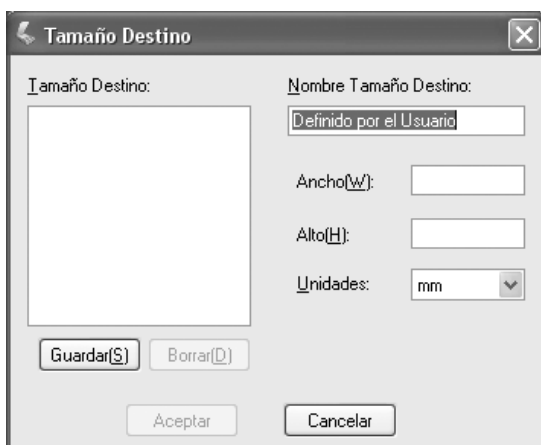 Tamaño Destino
Tamaño Destino:
Nombre Tamaño Destino:
Definido por el Usuario
Ancho(W):
Alto(H):
Unidades:
mm
Guardar(S)
Borrar(D)
Aceptar
Cancelar